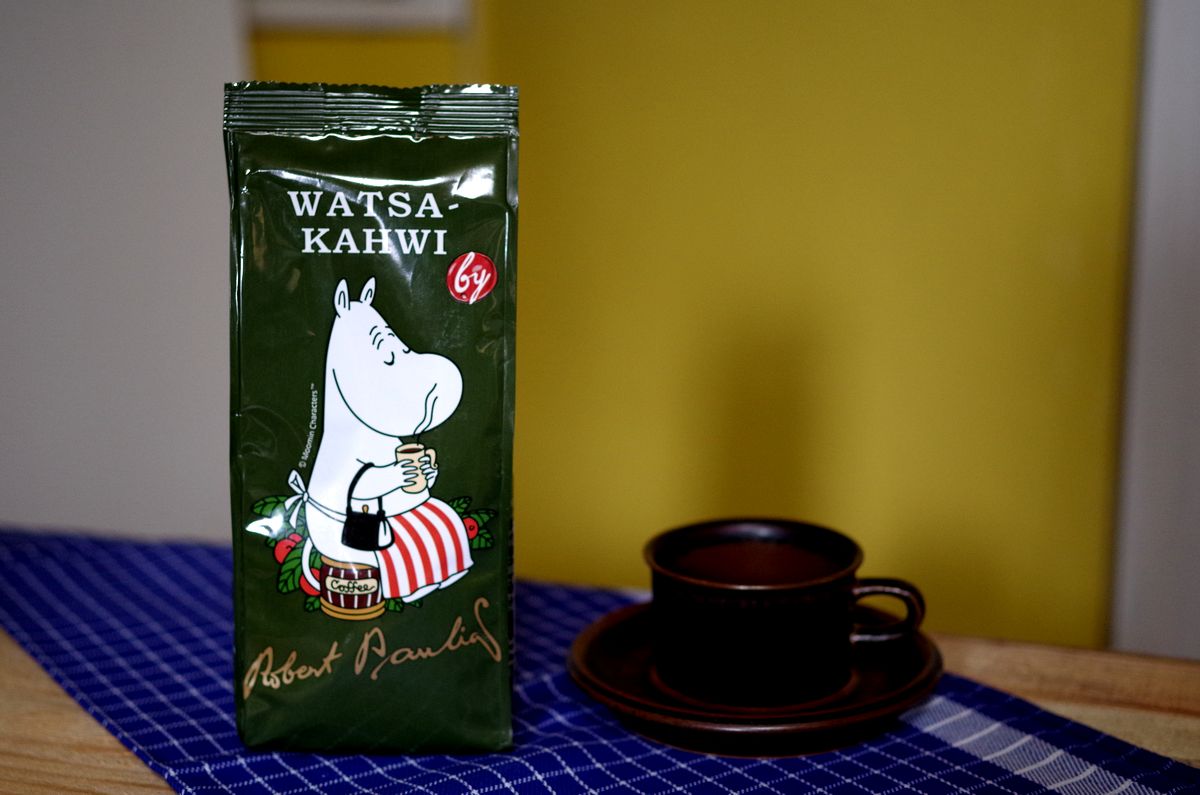 WATSA-
KAHWI
by
© Moomin Characters™
Coffee
Robert Paulig